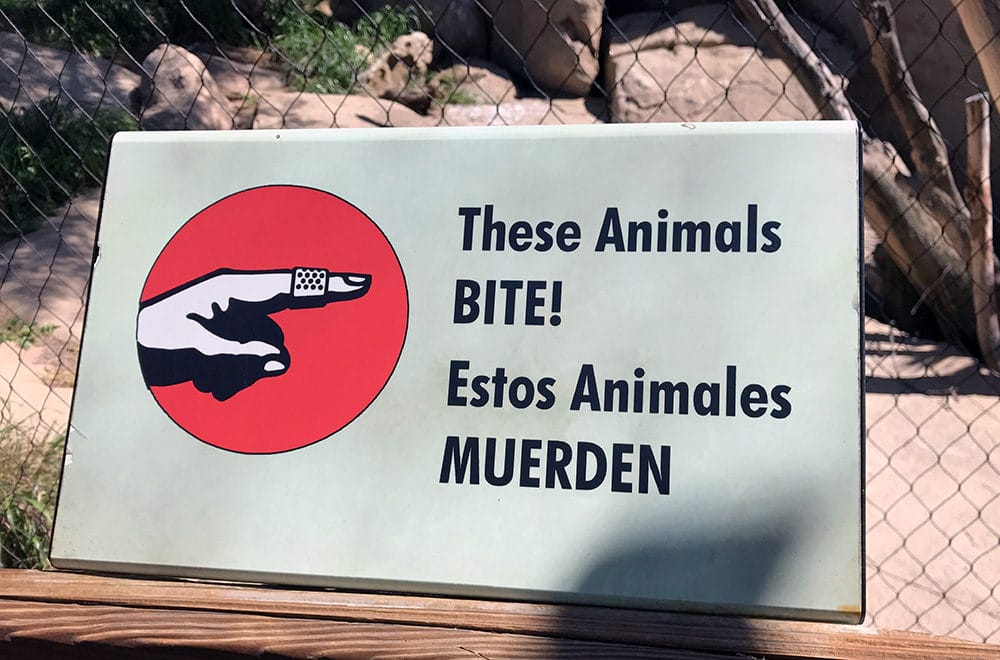 These Animals
BITE!
Estos Animales
MUERDEN